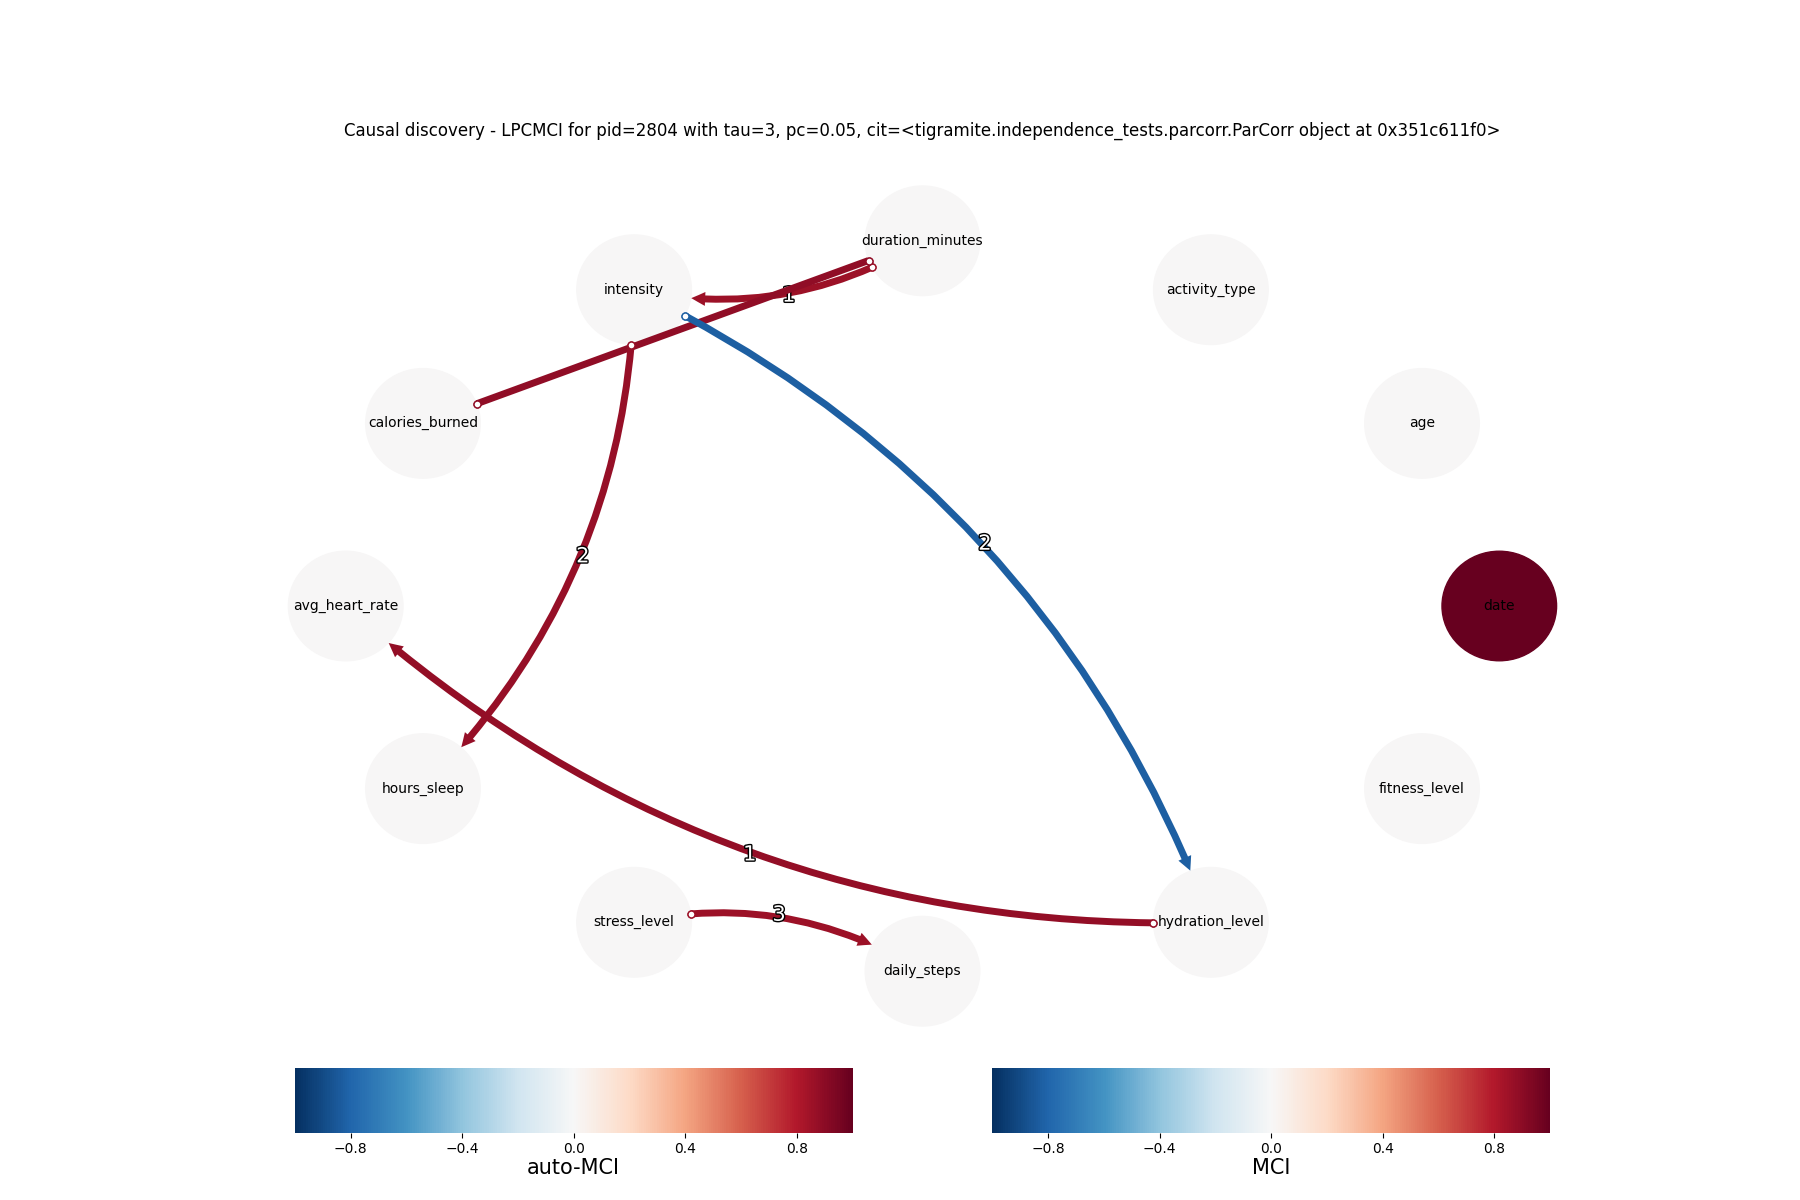 Causal discovery - LPCMCI for pid=2804 with tau=3, pc=0.05, cit=<tigramite.independence_tests.parcorr.ParCorr object at 0x351c611f0>
duration_minutes
intensity
activity_type
1
calories_burned
age
2
2
avg_heart_rate
date
hours_sleep
fitness_level
1
stress_level
3
hydration_level
daily_steps
−0.8 −0.4 0.0 0.4 0.8
auto-MCI
−0.8 −0.4 0.0 0.4 0.8
MCI